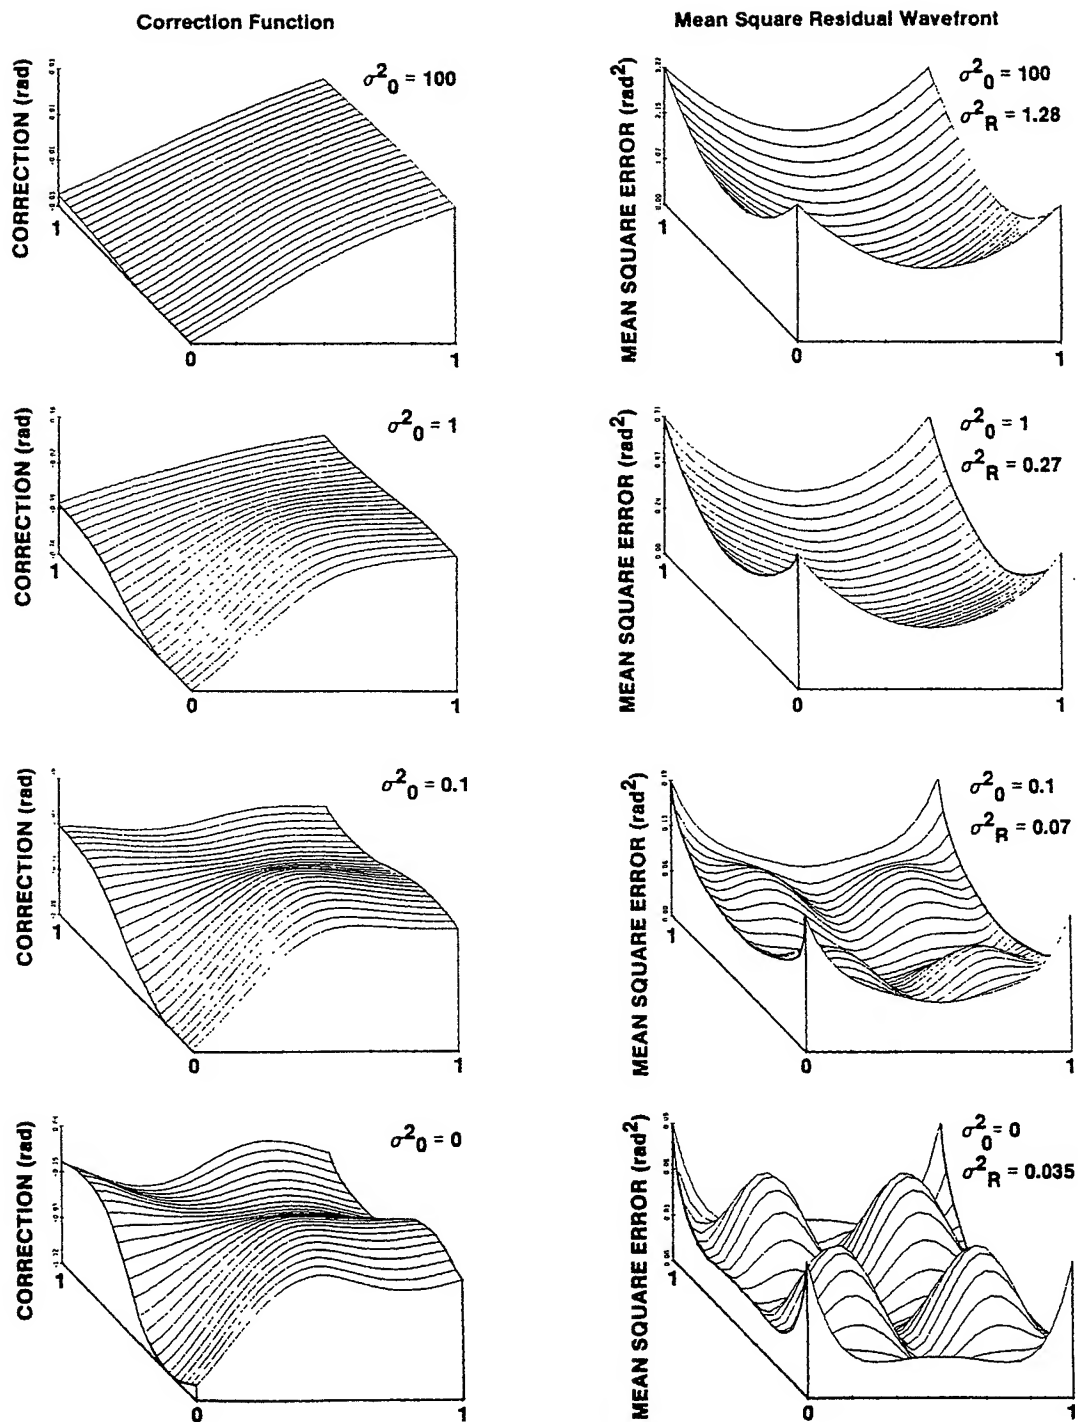 Correction Function
Mean Square Residual Wavefront
CORRECTION (rad)
σ²₀ = 100
1
0
1
MEAN SQUARE ERROR (rad²)
σ²₀ = 100
σ²R = 1.28
1
0
1
CORRECTION (rad)
σ²₀ = 1
1
0
1
MEAN SQUARE ERROR (rad²)
σ²₀ = 1
σ²R = 0.27
1
0
1
CORRECTION (rad)
σ²₀ = 0.1
1
0
1
MEAN SQUARE ERROR (rad²)
σ²₀ = 0.1
σ²R = 0.07
1
0
1
CORRECTION (rad)
σ²₀ = 0
1
0
1
MEAN SQUARE ERROR (rad²)
σ²₀ = 0
σ²R = 0.035
1
0
1